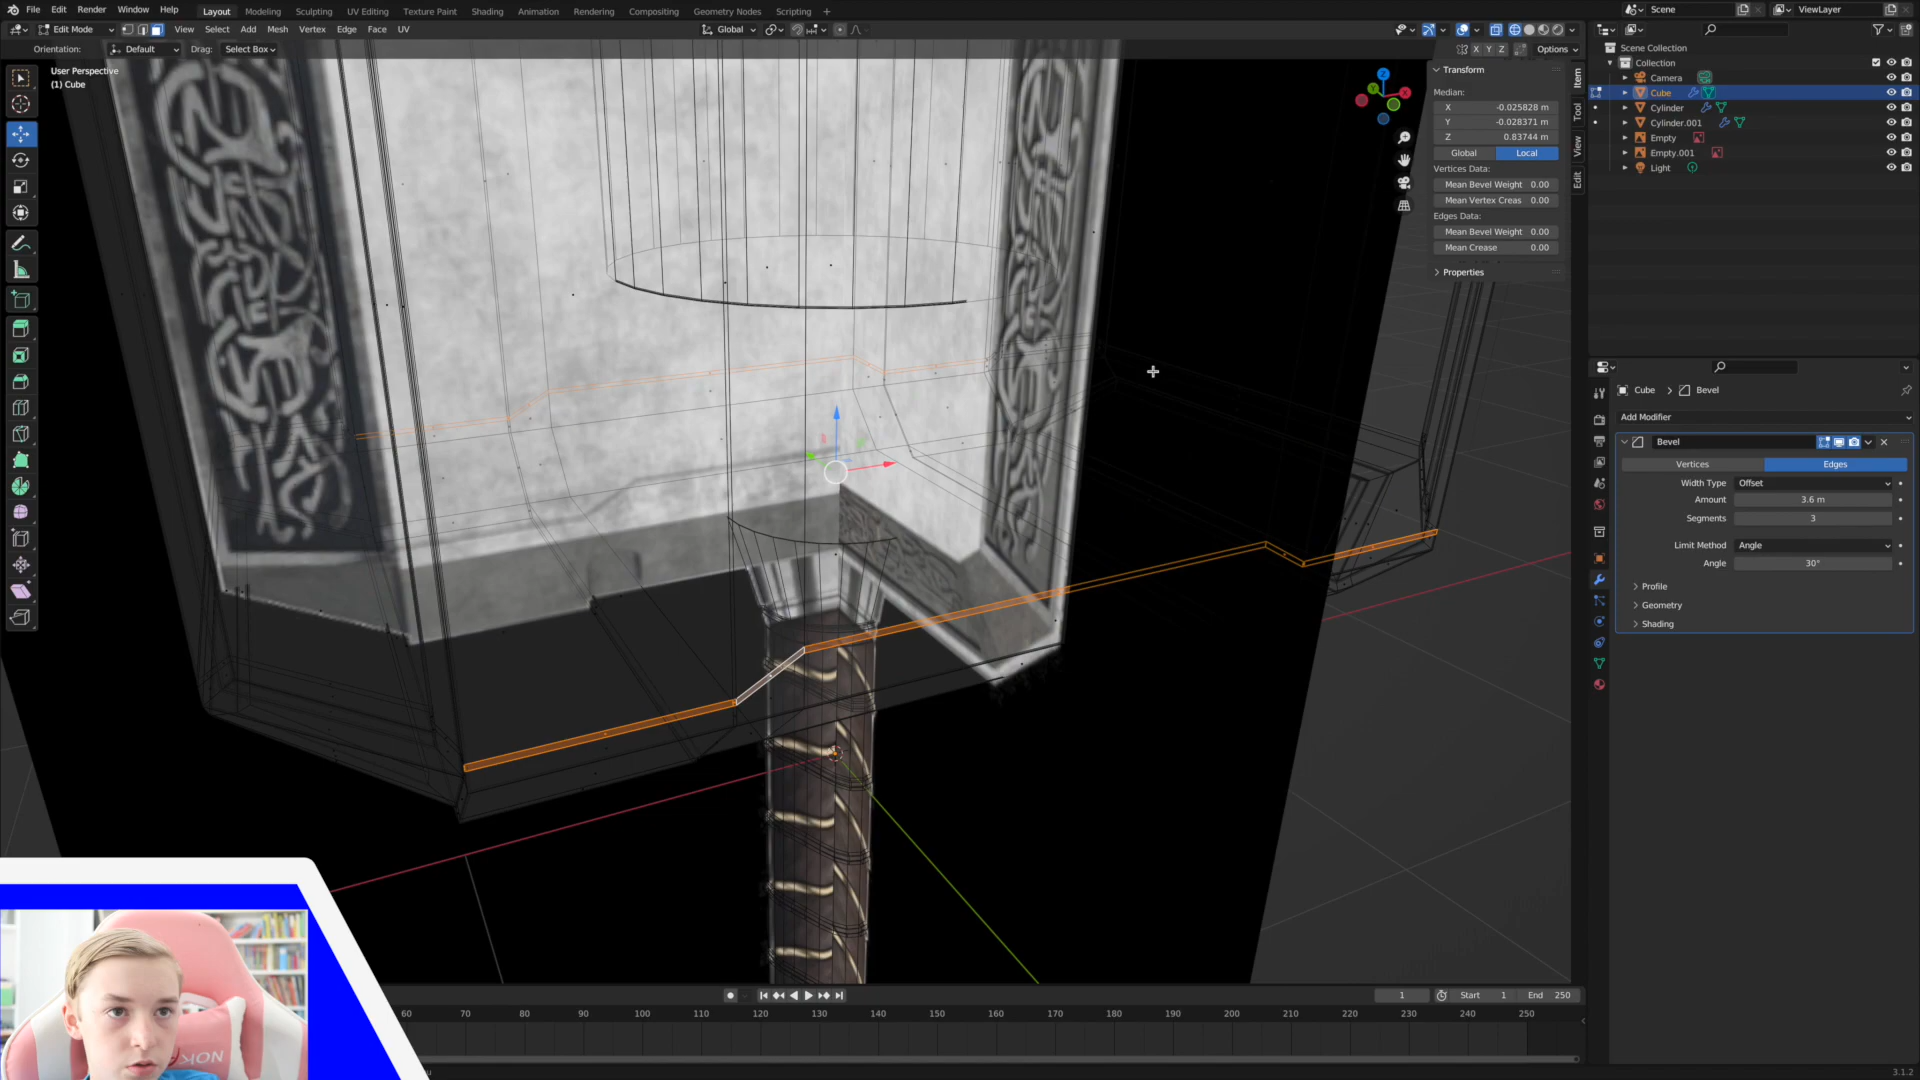 File Edit Render Window Help Layout Modeling Sculpting UV Editing Texture Paint Shading Animation Rendering Compositing Geometry Nodes Scripting + Scene ViewLayer
Edit Mode View Select Add Mesh Vertex Edge Face UV Global
Orientation: Default Drag: Select Box X Y Z Options
User Perspective
(1) Cube
Z
X
Y
Transform
Median:
X -0.025828 m
Y -0.028371 m
Z 0.83744 m
Global Local
Vertices Data:
Mean Bevel Weight 0.00
Mean Vertex Creas 0.00
Edges Data:
Mean Bevel Weight 0.00
Mean Crease 0.00
Properties
Item
Tool
View
Edit
Scene Collection
Collection
Camera
Cube
Cylinder
Cylinder.001
Empty
Empty.001
Light
Cube > Bevel
Add Modifier
Bevel
Vertices Edges
Width Type Offset
Amount 3.6 m
Segments 3
Limit Method Angle
Angle 30°
Profile
Geometry
Shading
1 Start 1 End 250
60 70 80 90 100 110 120 130 140 150 160 170 180 190 200 210 220 230 240 250
3.1.2